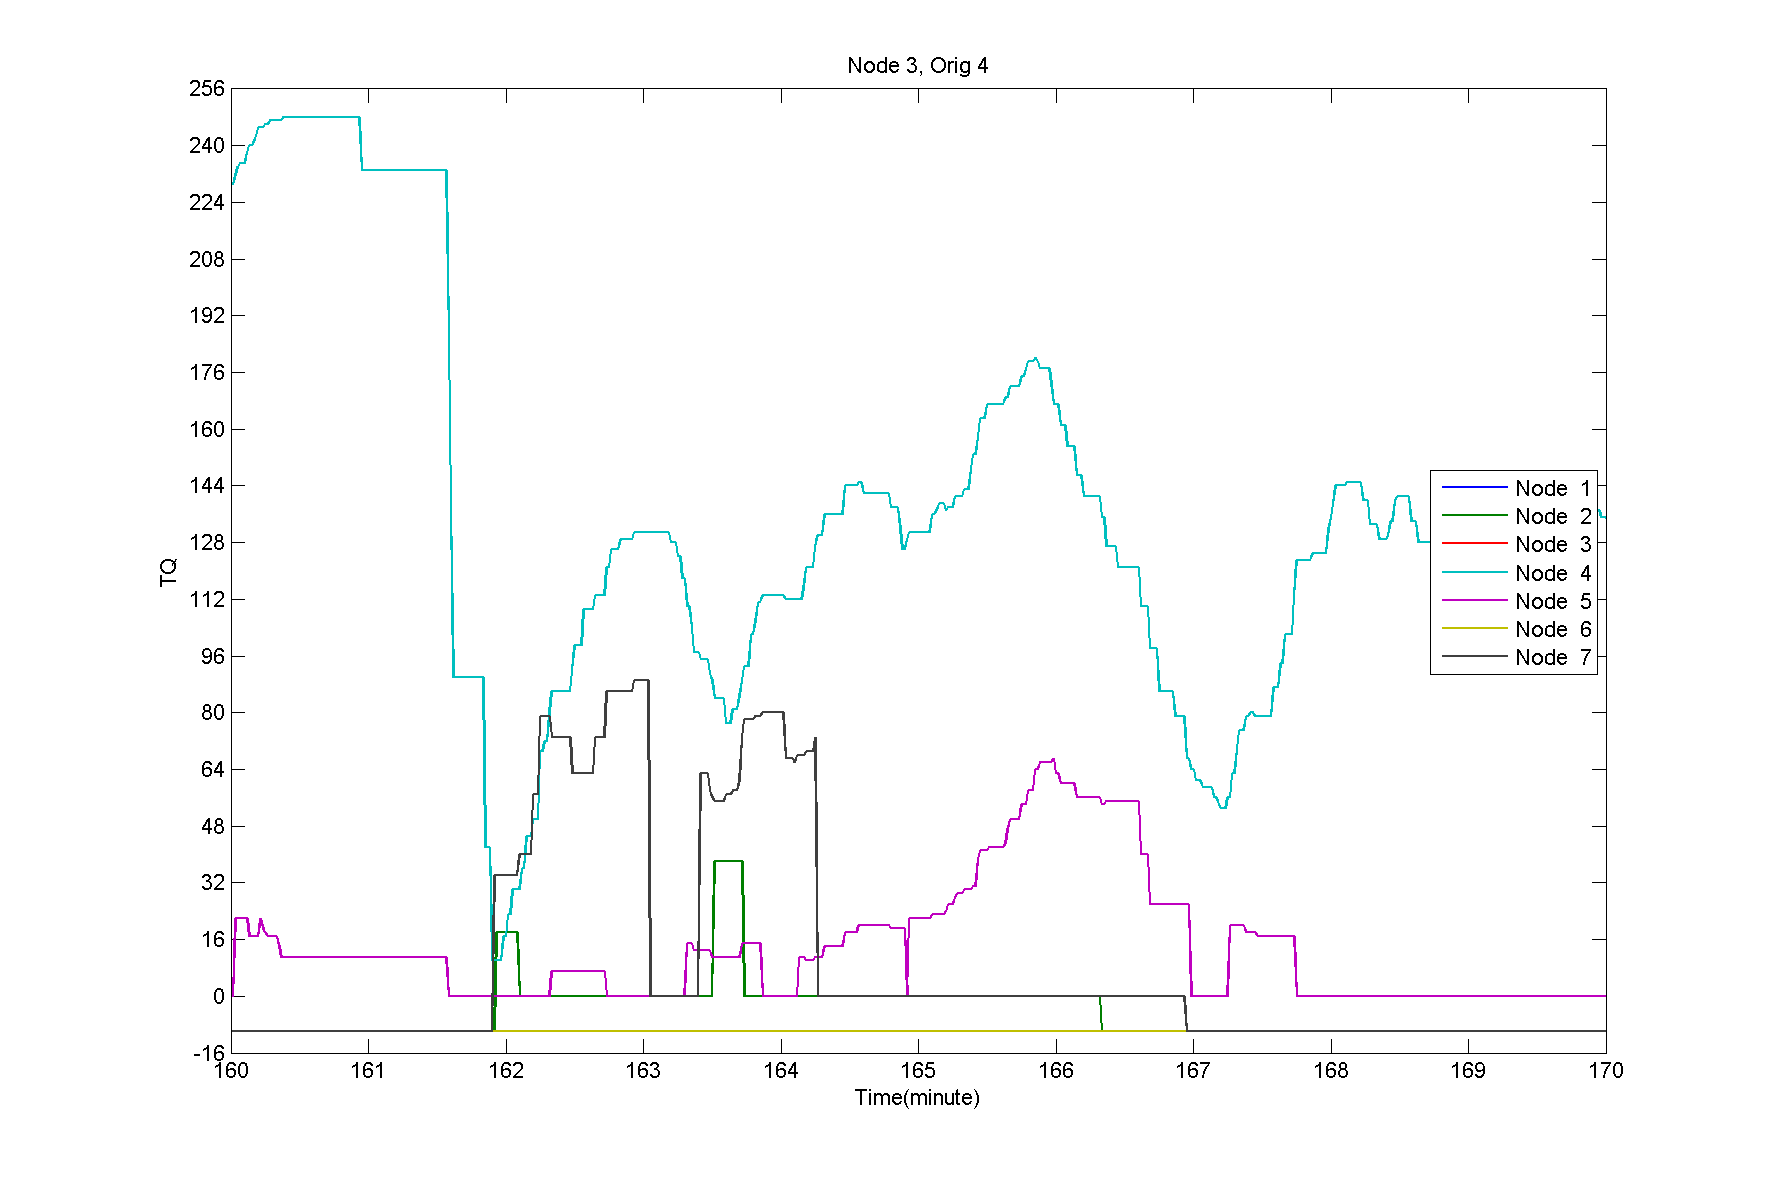 Node 3, Orig 4
256
240
224
208
192
176
160
144
128
112
96
80
64
48
32
16
0
-16
TQ
Node 1
Node 2
Node 3
Node 4
Node 5
Node 6
Node 7
160 161 162 163 164 165 166 167 168 169 170
Time(minute)